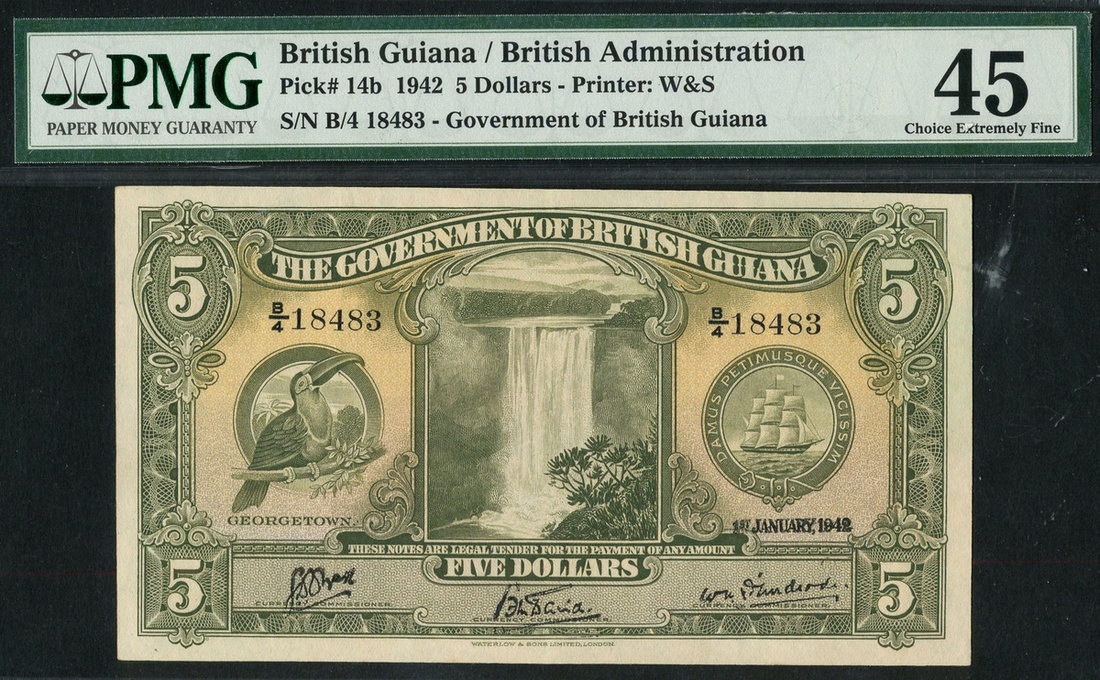 PMG
PAPER MONEY GUARANTY
British Guiana / British Administration
Pick# 14b 1942 5 Dollars - Printer: W&S
S/N B/4 18483 - Government of British Guiana
45
Choice Extremely Fine
THE GOVERNMENT OF BRITISH GUIANA
5
5
B/4 18483
B/4 18483
DAMUS PETIMUSQUE VICISSIM
GEORGETOWN.
1ST JANUARY, 1942
THESE NOTES ARE LEGAL TENDER FOR THE PAYMENT OF ANY AMOUNT
FIVE DOLLARS
5
5
CURRENCY COMMISSIONER.
CURRENCY COMMISSIONER.
CURRENCY COMMISSIONER.
WATERLOW & SONS LIMITED, LONDON.